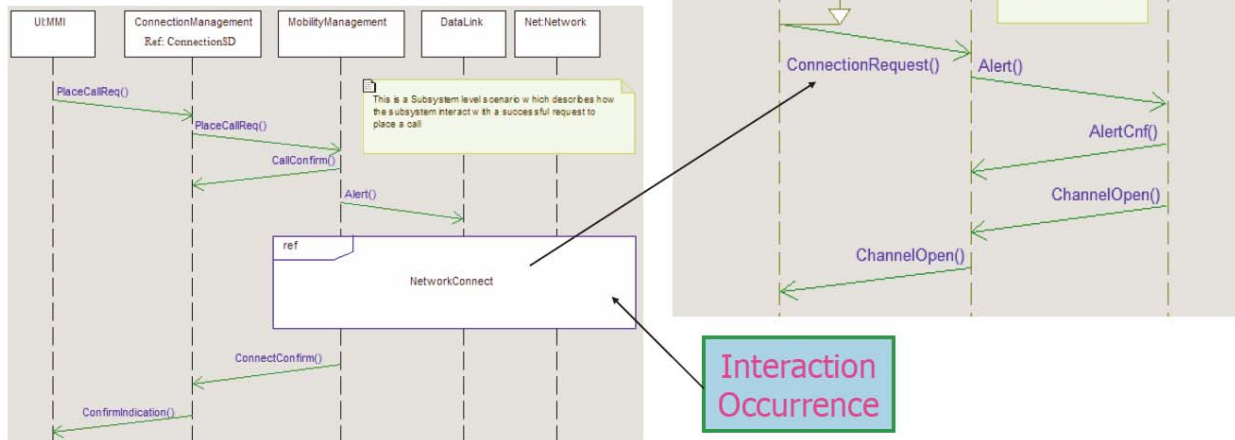 UI:MMI
ConnectionManagement
Ref: ConnectionSD
MobilityManagement
DataLink
Net:Network
PlaceCallReq()
PlaceCallReq()
CallConfirm()
Alert()
This is a Subsystem level scenario which describes how
the subsystem interact with a successful request to
place a call
ref
NetworkConnect
ConnectConfirm()
ConfirmIndication()
ConnectionRequest()
Alert()
AlertCnf()
ChannelOpen()
ChannelOpen()
Interaction
Occurrence